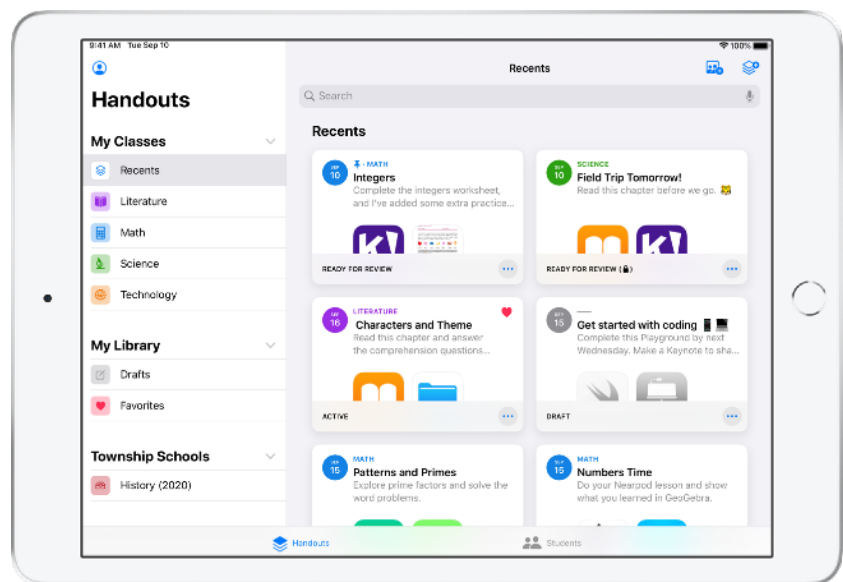 9:41 AM Tue Sep 10
100%
Recents
Handouts
Search
My Classes
Recents
Literature
Math
Science
Technology
My Library
Drafts
Favorites
Township Schools
History (2020)
Recents
SEP
10
MATH
Integers
Complete the integers worksheet,
and I've added some extra practice...
K!
READY FOR REVIEW
SEP
10
SCIENCE
Field Trip Tomorrow!
Read this chapter before we go. 😼
K!
READY FOR REVIEW (🔒)
SEP
16
LITERATURE
Characters and Theme
Read this chapter and answer
the comprehension questions...
ACTIVE
SEP
15
Get started with coding 📱 💻
Complete this Playground by next
Wednesday. Make a Keynote to sha...
DRAFT
SEP
15
MATH
Patterns and Primes
Explore prime factors and solve the
word problems.
SEP
15
MATH
Numbers Time
Do your Nearpod lesson and show
what you learned in GeoGebra.
Handouts
Students